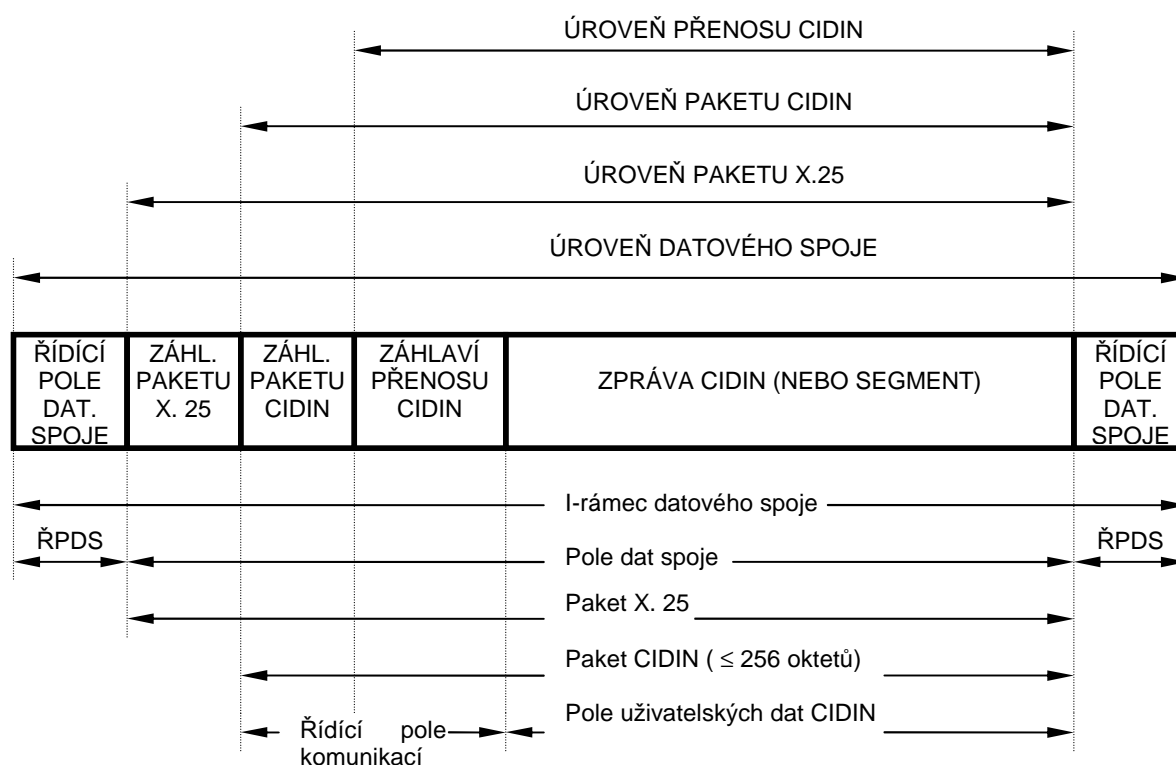 ÚROVEŇ PŘENOSU CIDIN
ÚROVEŇ PAKETU CIDIN
ÚROVEŇ PAKETU X.25
ÚROVEŇ DATOVÉHO SPOJE
ŘÍDÍCÍ
POLE
DAT.
SPOJE
ZÁHL.
PAKETU
X. 25
ZÁHL.
PAKETU
CIDIN
ZÁHLAVÍ
PŘENOSU
CIDIN
ZPRÁVA CIDIN (NEBO SEGMENT)
ŘÍDÍCÍ
POLE
DAT.
SPOJE
I-rámec datového spoje
ŘPDS
Pole dat spoje
ŘPDS
Paket X. 25
Paket CIDIN ( ≤ 256 oktetů)
Pole uživatelských dat CIDIN
Řídící pole
komunikací